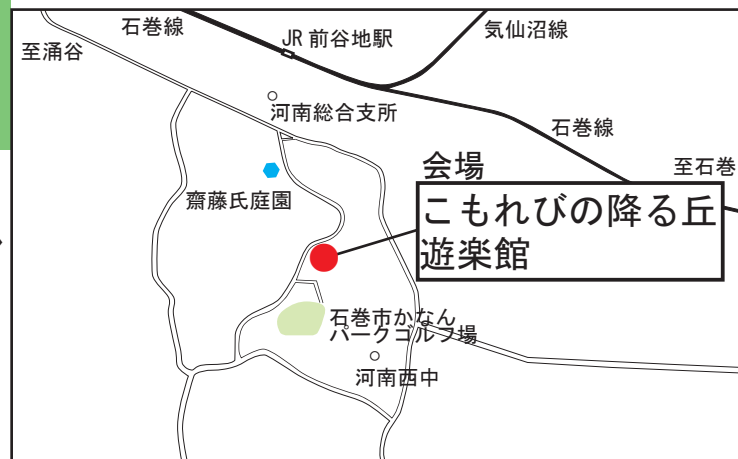 石巻線
JR 前谷地駅
気仙沼線
至涌谷
河南総合支所
石巻線
会場
至石巻
こもれびの降る丘
遊楽館
齋藤氏庭園
石巻市かなん
パークゴルフ場
河南西中